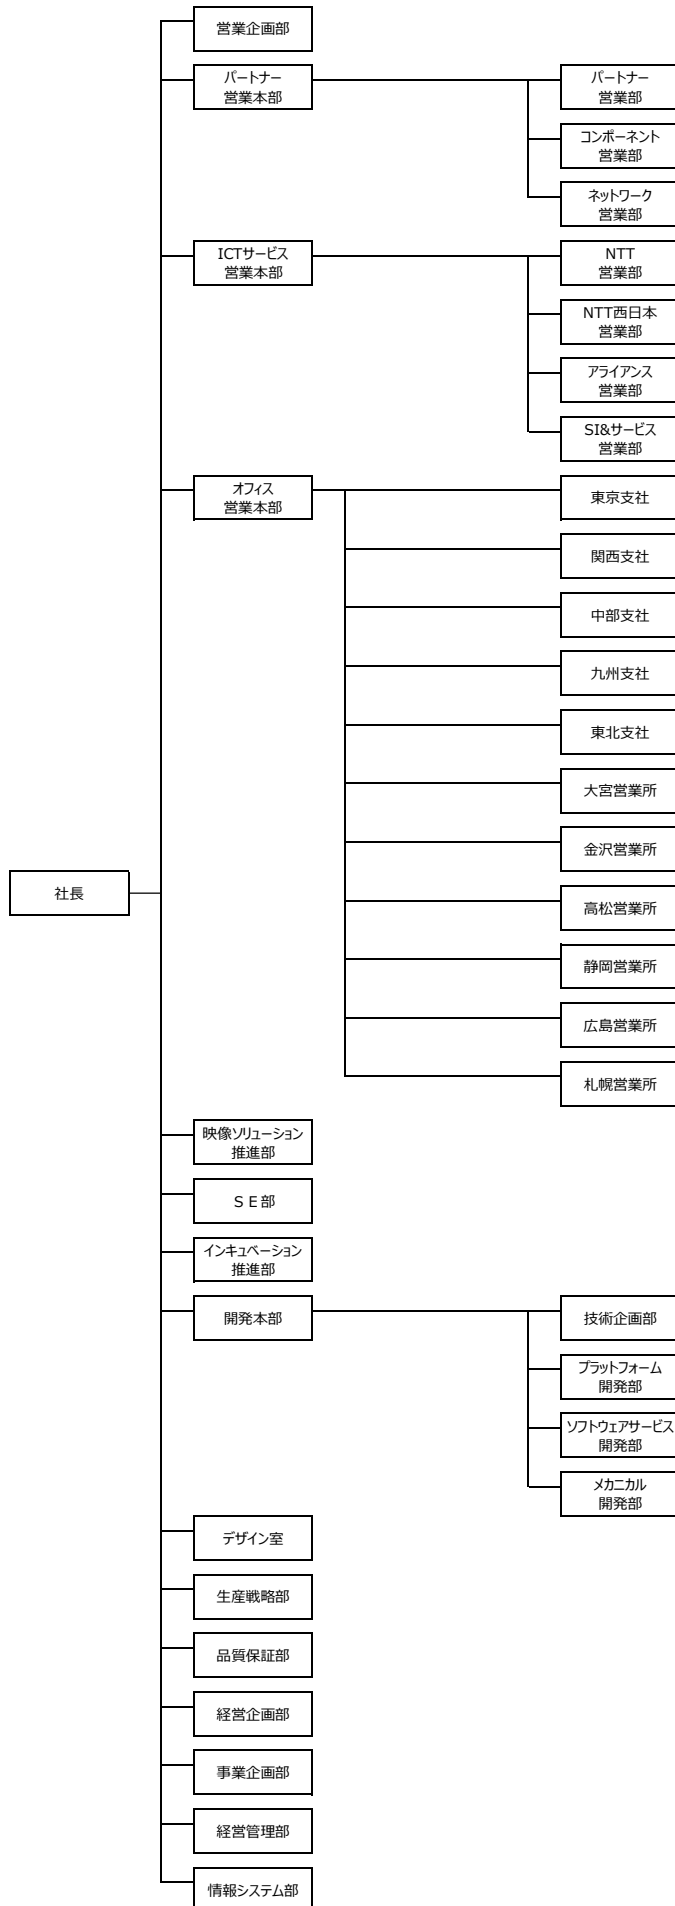 営業企画部
パートナー
営業本部
パートナー
営業部
コンポーネント
営業部
ネットワーク
営業部
ICTサービス
営業本部
NTT
営業部
NTT西日本
営業部
アライアンス
営業部
SI&サービス
営業部
オフィス
営業本部
東京支社
関西支社
中部支社
九州支社
東北支社
大宮営業所
金沢営業所
社長
高松営業所
静岡営業所
広島営業所
札幌営業所
映像ソリューション
推進部
ＳＥ部
インキュベーション
推進部
開発本部
技術企画部
プラットフォーム
開発部
ソフトウェアサービス
開発部
メカニカル
開発部
デザイン室
生産戦略部
品質保証部
経営企画部
事業企画部
経営管理部
情報システム部